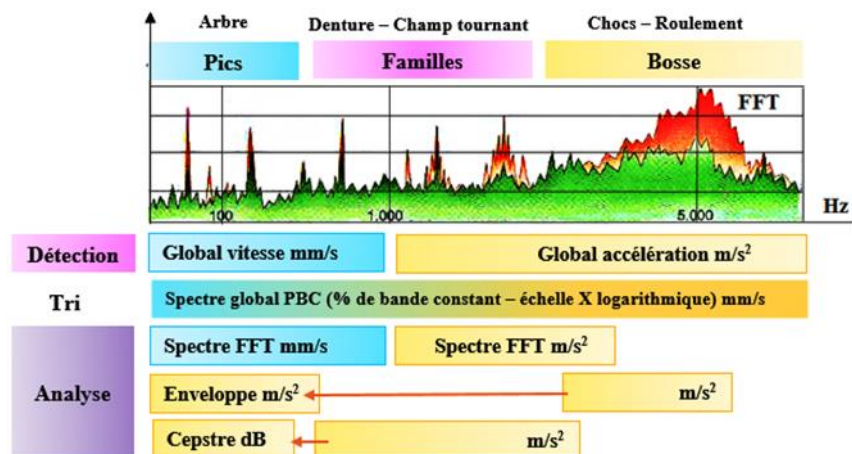 Arbre Denture – Champ tournant Chocs – Roulement
Pics Familles Bosse
FFT
100 1.000 5.000 Hz
Détection Global vitesse mm/s Global accélération m/s²
Tri Spectre global PBC (% de bande constant – échelle X logarithmique) mm/s
Spectre FFT mm/s Spectre FFT m/s²
Analyse Enveloppe m/s² m/s²
Cepstre dB m/s²